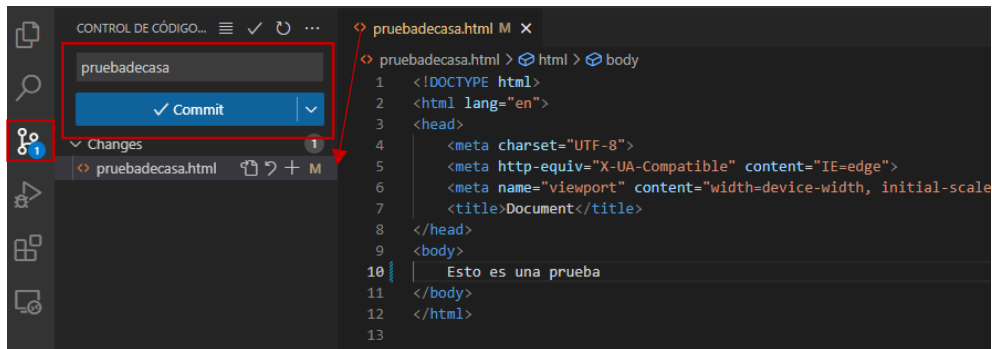 CONTROL DE CÓDIGO...
pruebadecasa
Commit
Changes 1
pruebadecasa.html M
1
pruebadecasa.html M
pruebadecasa.html > html > body
1 <!DOCTYPE html>
2 <html lang="en">
3 <head>
4 <meta charset="UTF-8">
5 <meta http-equiv="X-UA-Compatible" content="IE=edge">
6 <meta name="viewport" content="width=device-width, initial-scale
7 <title>Document</title>
8 </head>
9 <body>
10 Esto es una prueba
11 </body>
12 </html>
13